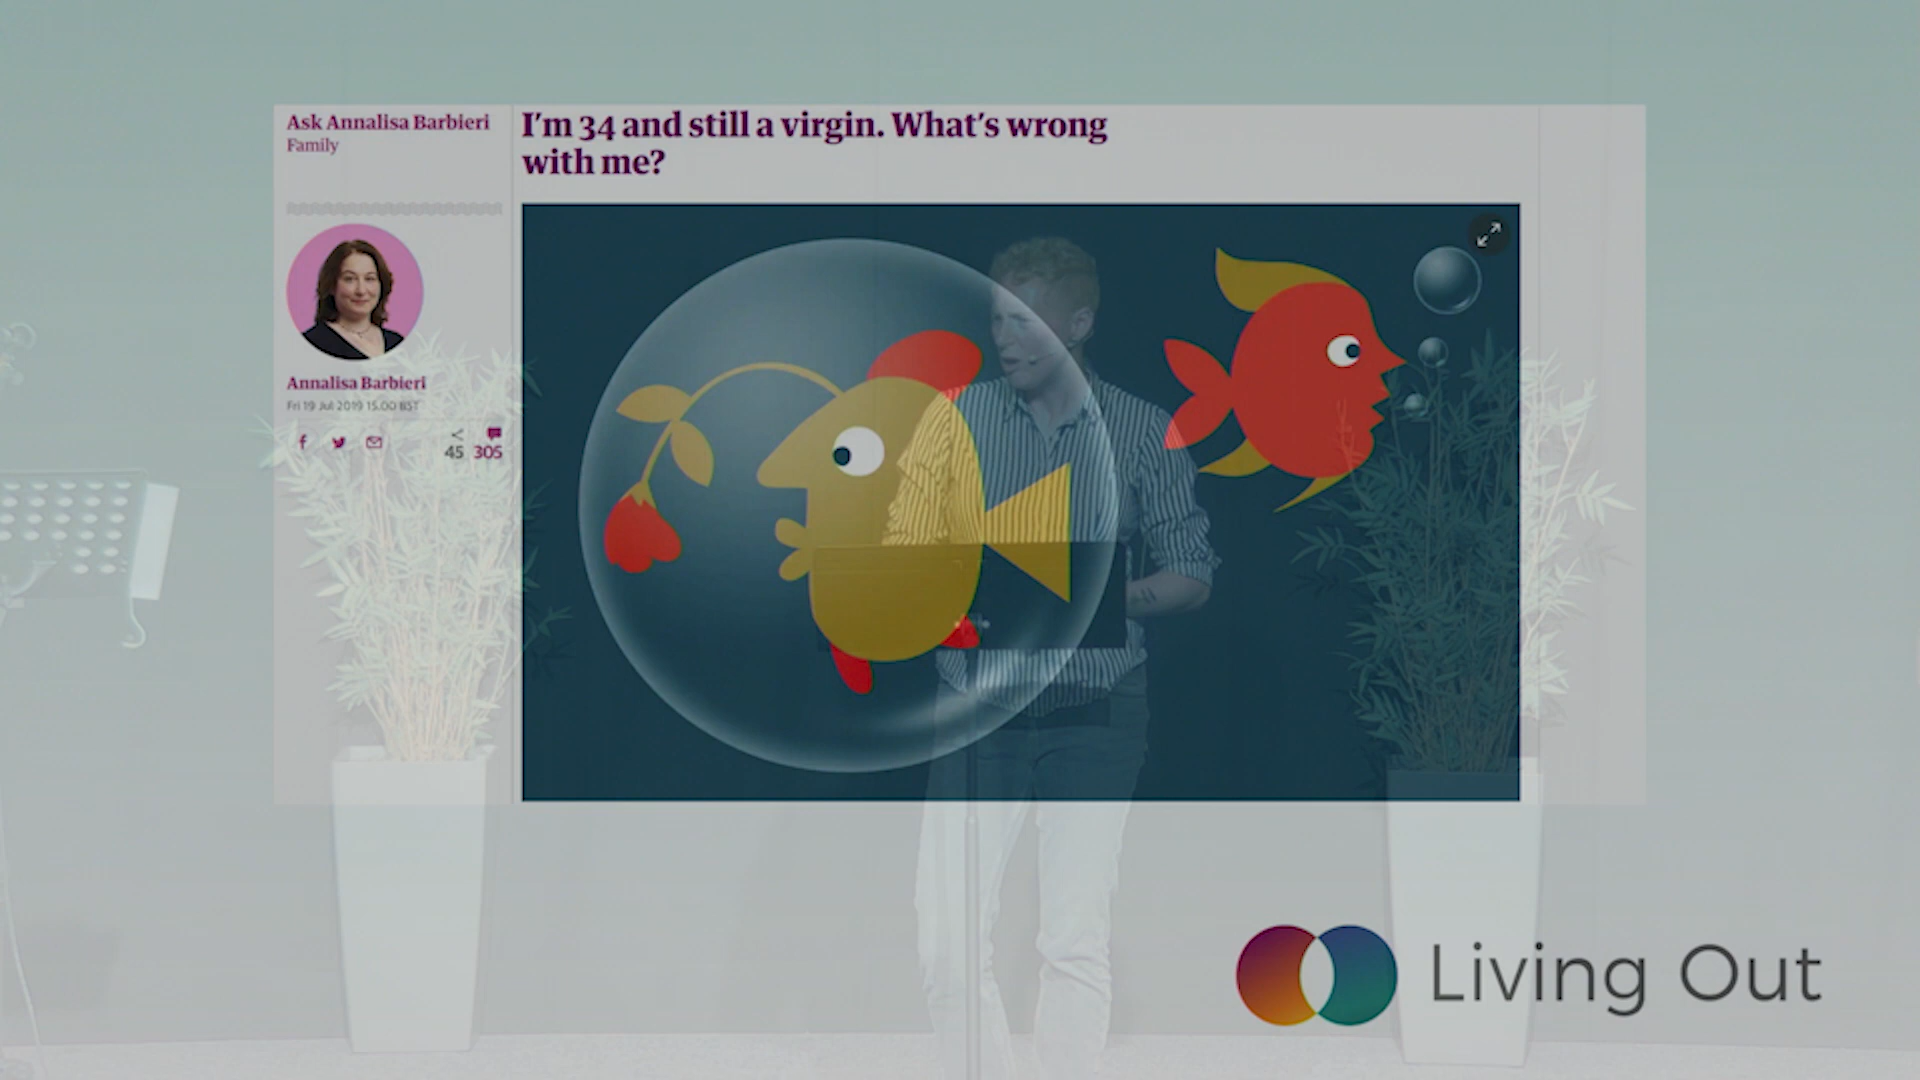 Ask Annalisa Barbieri
Family
I'm 34 and still a virgin. What's wrong
with me?
Annalisa Barbieri
Fri 19 Jul 2019 15.00 BST
45 305
Living Out